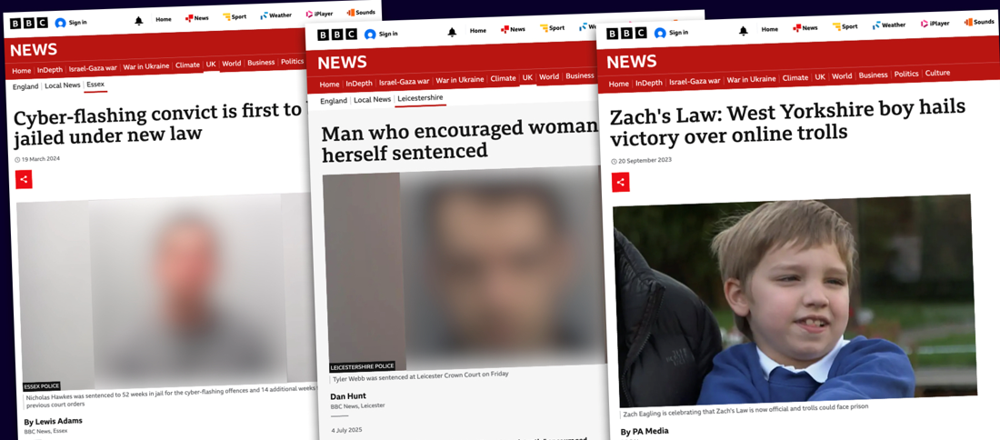 BBC Sign in Home News Sport Weather iPlayer Sounds
NEWS
Home InDepth Israel-Gaza war War in Ukraine Climate UK World Business Politics
England Local News Essex
Cyber-flashing convict is first to
jailed under new law
19 March 2024
ESSEX POLICE
Nicholas Hawkes was sentenced to 52 weeks in jail for the cyber-flashing offences and 14 additional weeks
previous court orders
By Lewis Adams
BBC News, Essex
BBC Sign in Home News Sport We
NEWS
Home InDepth Israel-Gaza war War in Ukraine Climate UK World Business
England Local News Leicestershire
Man who encouraged woman
herself sentenced
LEICESTERSHIRE POLICE
Tyler Webb was sentenced at Leicester Crown Court on Friday
Dan Hunt
BBC News, Leicester
4 July 2025
BBC Sign in Home News Sport Weather iPlayer Sounds
NEWS
Home InDepth Israel-Gaza war War in Ukraine Climate UK World Business Politics Culture
Zach's Law: West Yorkshire boy hails
victory over online trolls
20 September 2023
Zach Eagling is celebrating that Zach's Law is now official and trolls could face prison
By PA Media